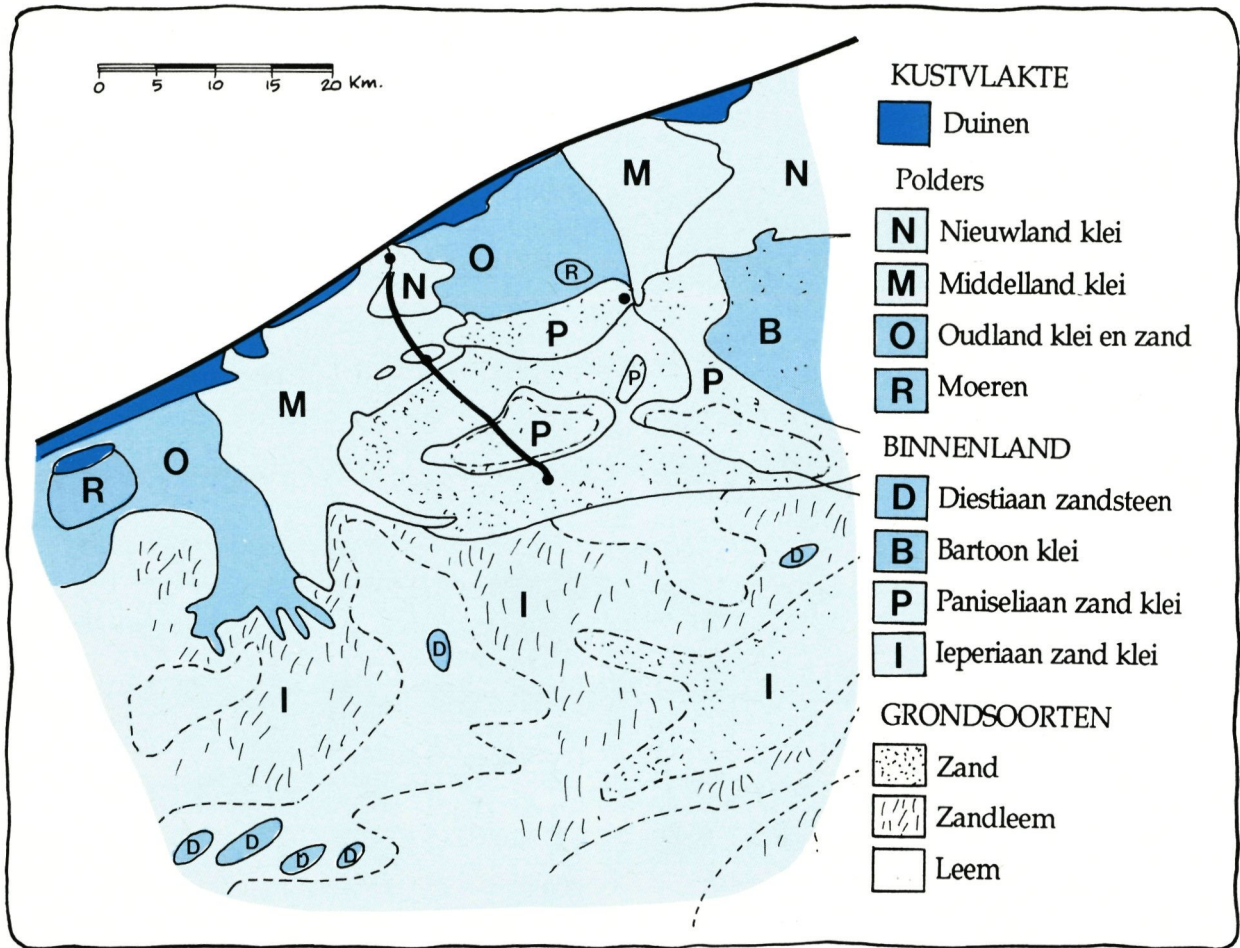 0 5 10 15 20 Km.
KUSTVLAKTE
Duinen
Polders
N Nieuwland klei
M Middelland klei
O Oudland klei en zand
R Moeren
BINNENLAND
D Diestiaan zandsteen
B Bartoon klei
P Paniseliaan zand klei
I Ieperiaan zand klei
GRONDSOORTEN
Zand
Zandleem
Leem
M
N
O
R
N
P
B
P
P
M
P
O
R
D
I
D
I
I
D
D
D
D